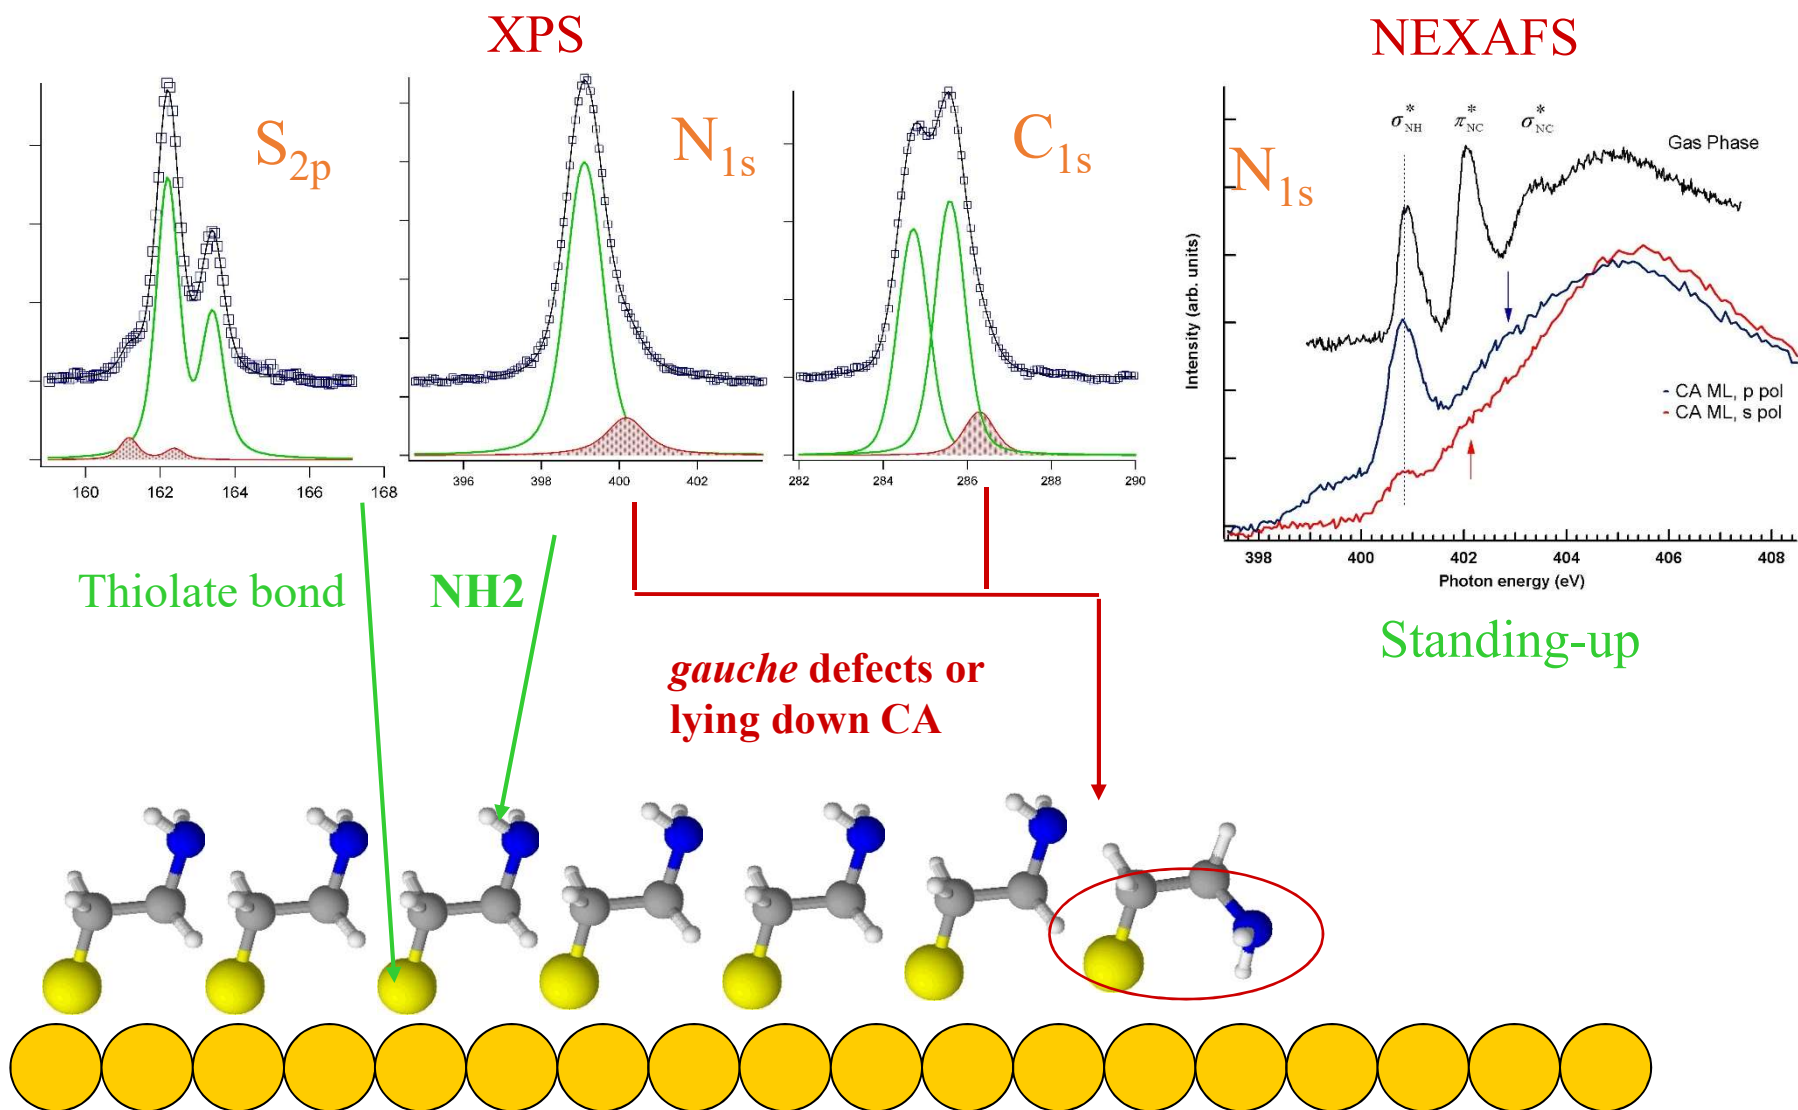 XPS
NEXAFS
S2p
N1s
C1s
N1s
σ*NH
π*NC
σ*NC
Gas Phase
Intensity (arb. units)
CA ML, p pol
CA ML, s pol
160 162 164 166 168
396 398 400 402
282 284 286 288 290
398 400 402 404 406 408
Photon energy (eV)
Thiolate bond
NH2
Standing-up
gauche defects or
lying down CA